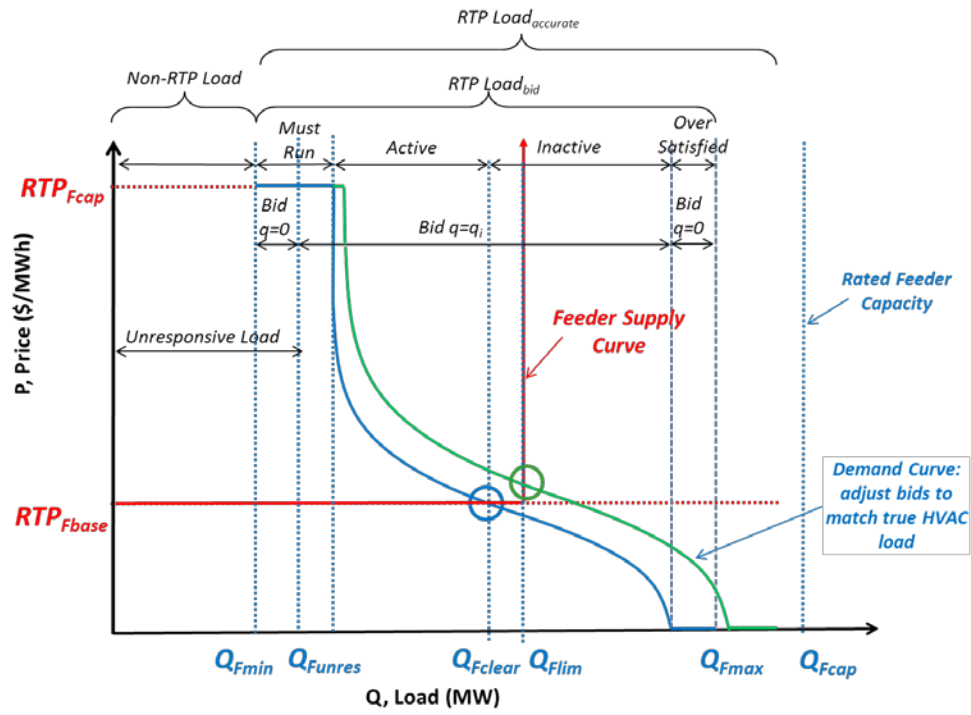 RTP Load_accurate
Non-RTP Load
RTP Load_bid
Must
Run
Active
Inactive
Over
Satisfied
RTP_Fcap
Bid
q=0
Bid q=q_i
Bid
q=0
Rated Feeder
Capacity
Feeder Supply
Curve
Unresponsive Load
P, Price ($/MWh)
Demand Curve:
adjust bids to
match true HVAC
load
RTP_Fbase
Q_Fmin
Q_Funres
Q_Fclear
Q_Flim
Q_Fmax
Q_Fcap
Q, Load (MW)